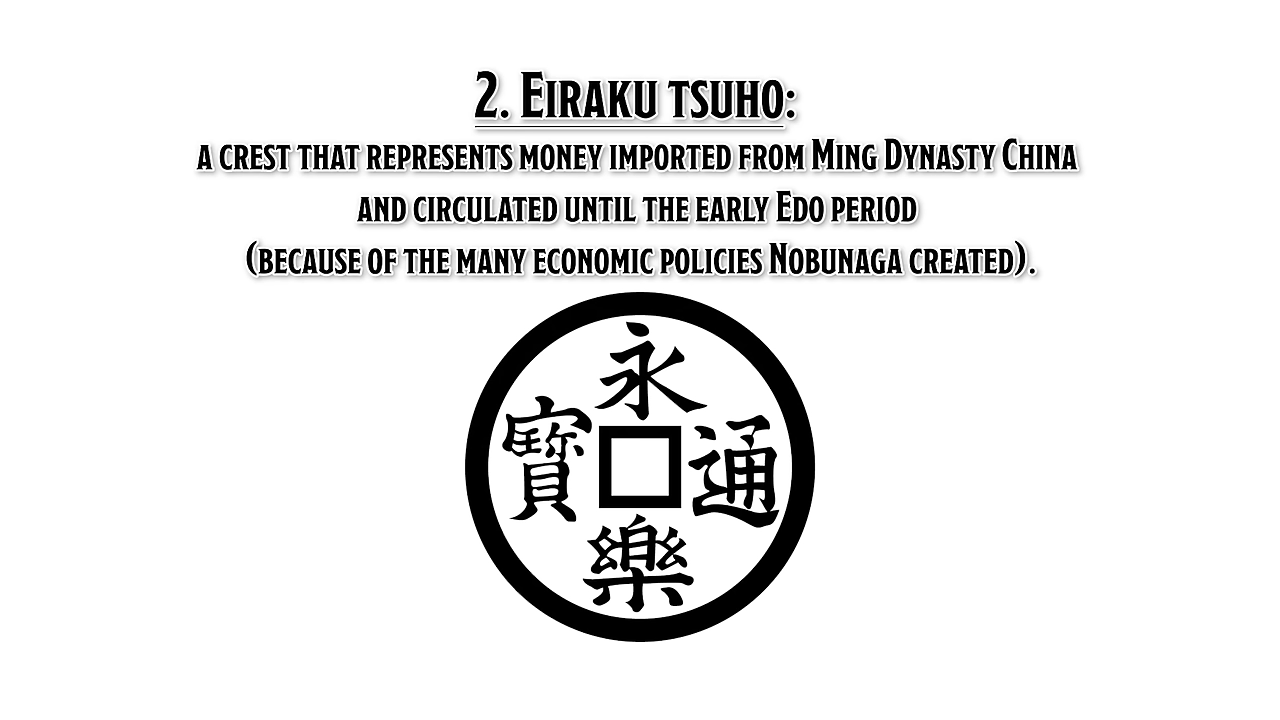 2. Eiraku tsuho:
a crest that represents money imported from Ming Dynasty China
and circulated until the early Edo period
(because of the many economic policies Nobunaga created).
永
樂
通
寶